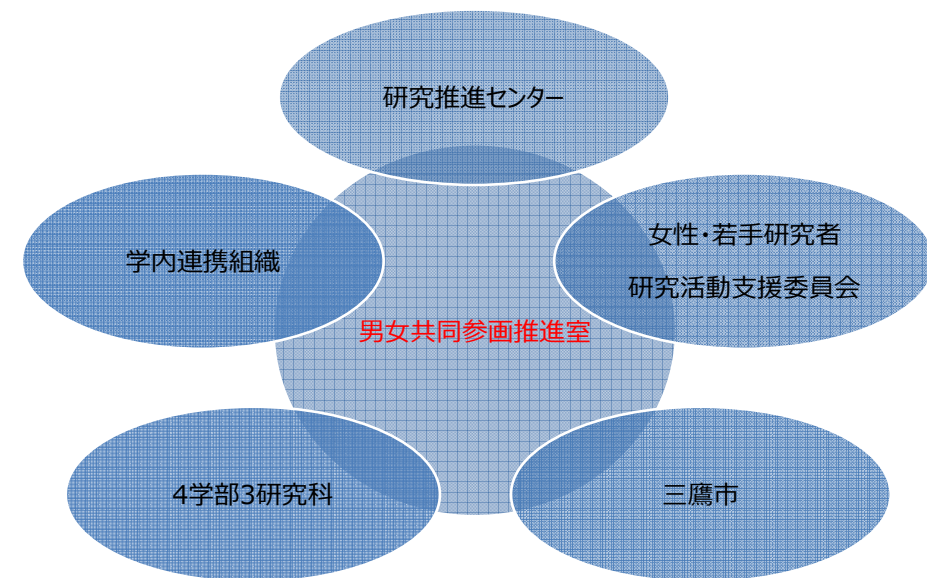 研究推進センター
女性・若手研究者
研究活動支援委員会
学内連携組織
男女共同参画推進室
4学部3研究科
三鷹市